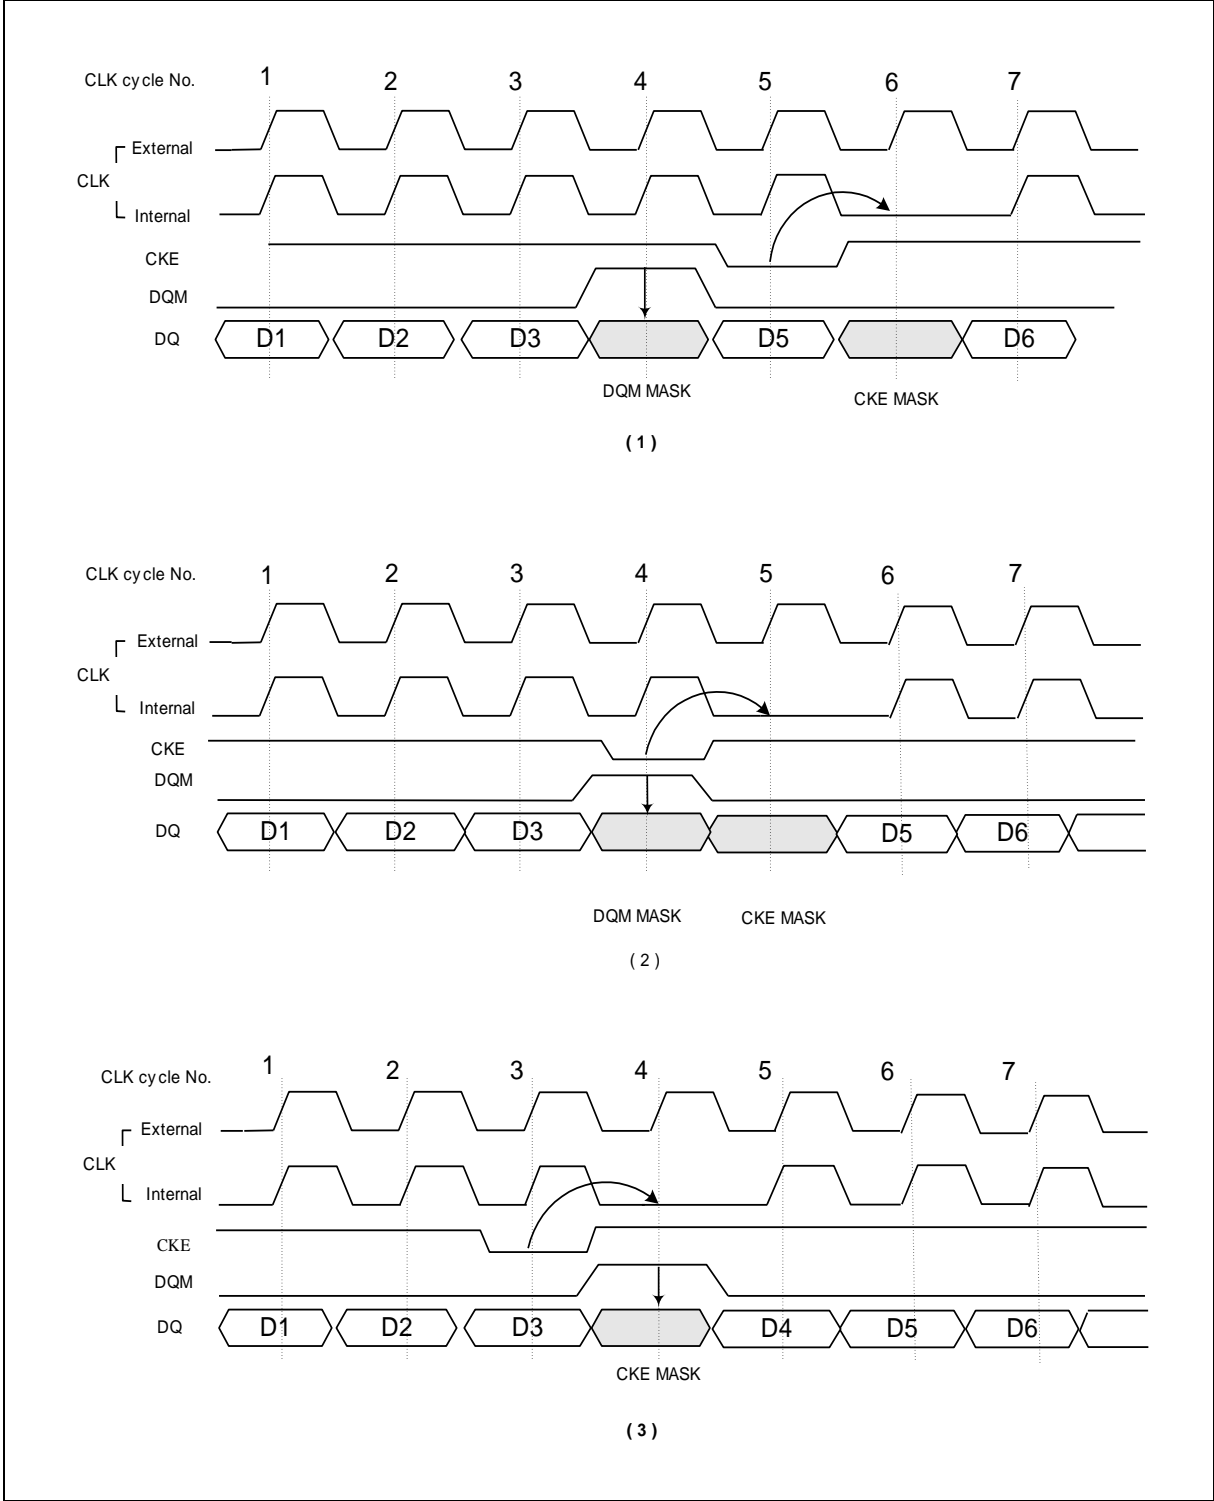 CLK cycle No. 1 2 3 4 5 6 7
External
CLK
Internal
CKE
DQM
DQ D1 D2 D3 D5 D6
DQM MASK CKE MASK
( 1 )
CLK cycle No. 1 2 3 4 5 6 7
External
CLK
Internal
CKE
DQM
DQ D1 D2 D3 D5 D6
DQM MASK CKE MASK
( 2 )
CLK cycle No. 1 2 3 4 5 6 7
External
CLK
Internal
CKE
DQM
DQ D1 D2 D3 D4 D5 D6
CKE MASK
( 3 )